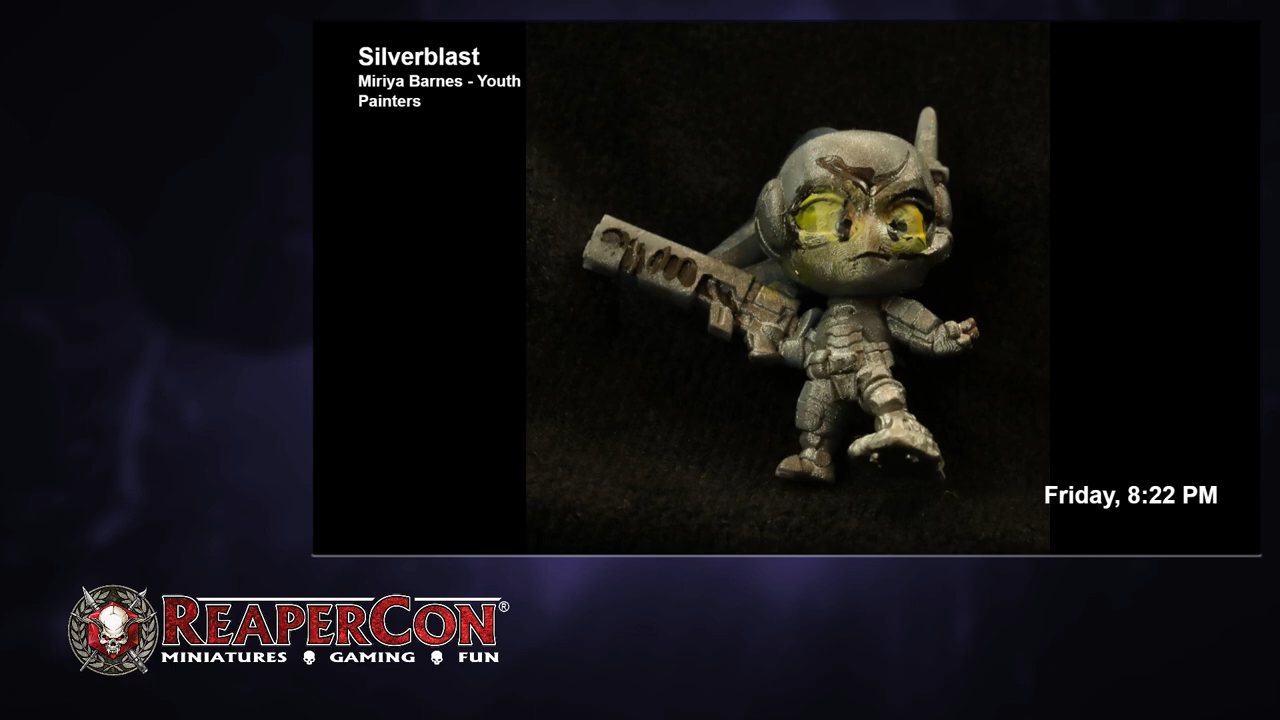 Silverblast
Miriya Barnes - Youth
Painters
Friday, 8:22 PM
REAPERCON®
MINIATURES GAMING FUN